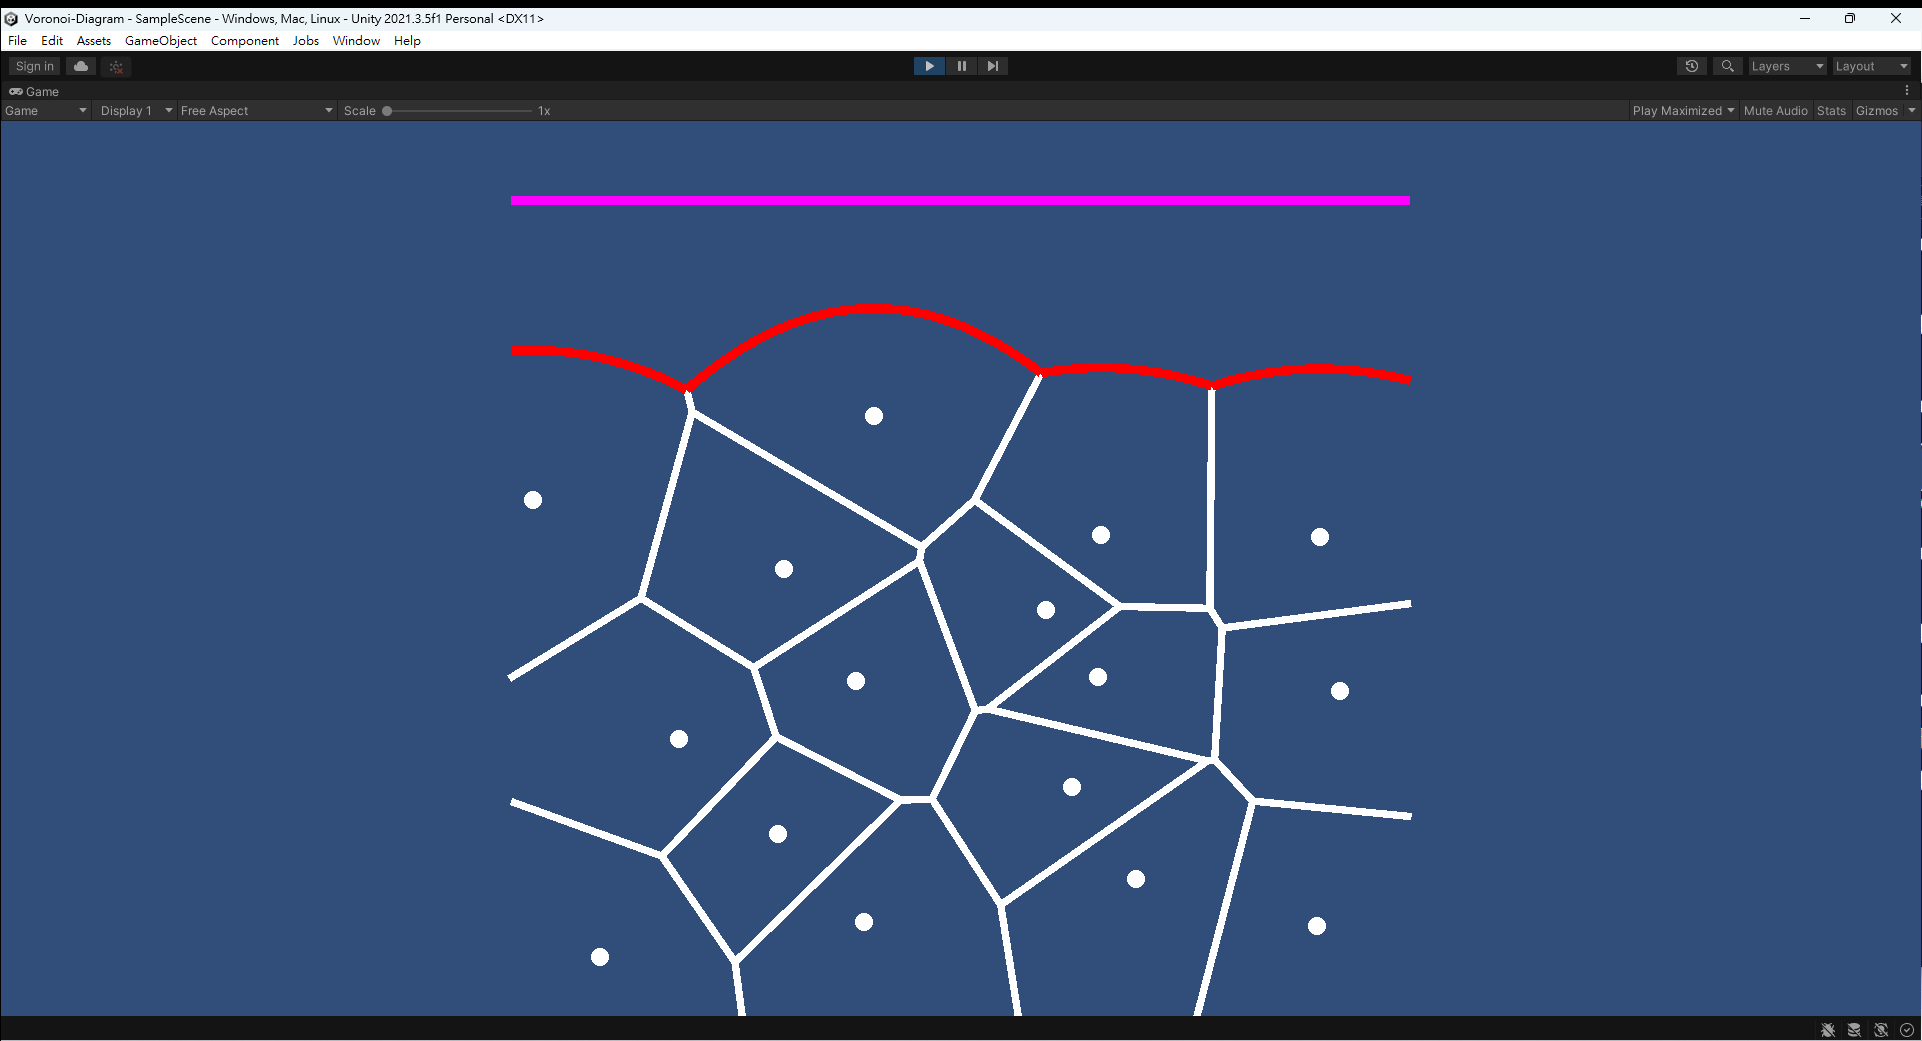 Voronoi-Diagram - SampleScene - Windows, Mac, Linux - Unity 2021.3.5f1 Personal <DX11>
File Edit Assets GameObject Component Jobs Window Help
Sign in Layers Layout
Game
Game Display 1 Free Aspect Scale 1x Play Maximized Mute Audio Stats Gizmos